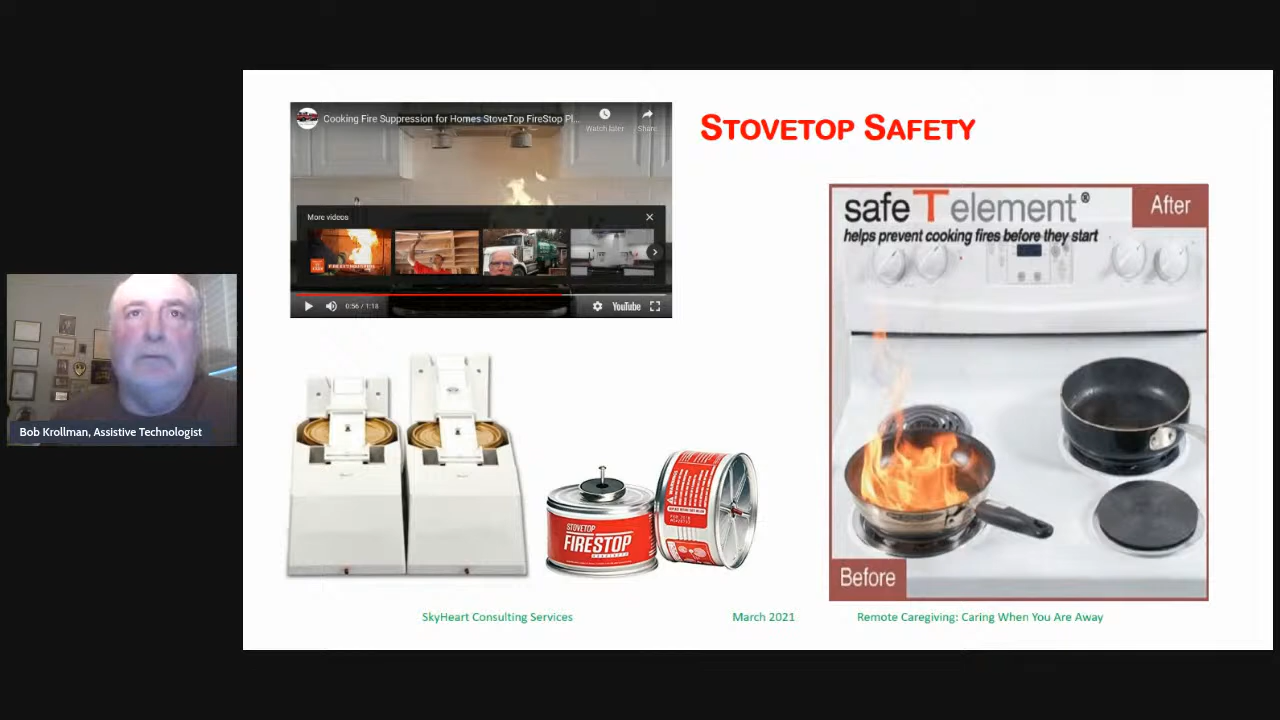 Cooking Fire Suppression for Homes StoveTop FireStop Pl...
Watch later
Share
STOVETOP SAFETY
More videos
0:56 / 1:18
YouTube
safe T element®
After
helps prevent cooking fires before they start
Bob Krollman, Assistive Technologist
STOVETOP
FIRESTOP
WARNING
Before
SkyHeart Consulting Services
March 2021
Remote Caregiving: Caring When You Are Away